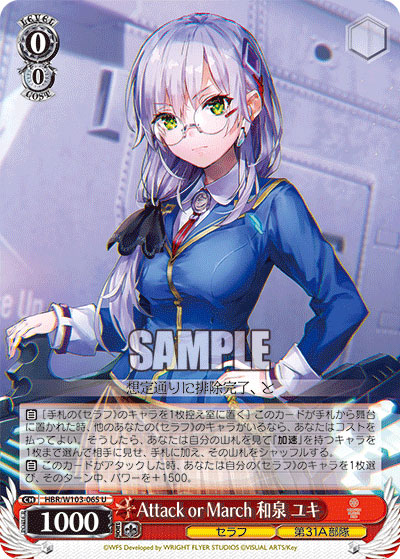 LEVEL
0
0
COST
SAMPLE
想定通りに排除完了、と
自［手札の《セラフ》のキャラを1枚控え室に置く］ このカードが手札から舞台
に置かれた時、他のあなたの《セラフ》のキャラがいるなら、あなたはコストを
払ってよい。そうしたら、あなたは自分の山札を見て「加速」を持つキャラを
1枚まで選んで相手に見せ、手札に加え、その山札をシャッフルする。
自 このカードがアタックした時、あなたは自分の《セラフ》のキャラを1枚選
び、そのターン中、パワーを＋1500。
CH
HBR/W103-065 U
1000
Attack or March 和泉 ユキ
セラフ
第31A部隊
©WFS Developed by WRIGHT FLYER STUDIOS ©VISUAL ARTS/Key